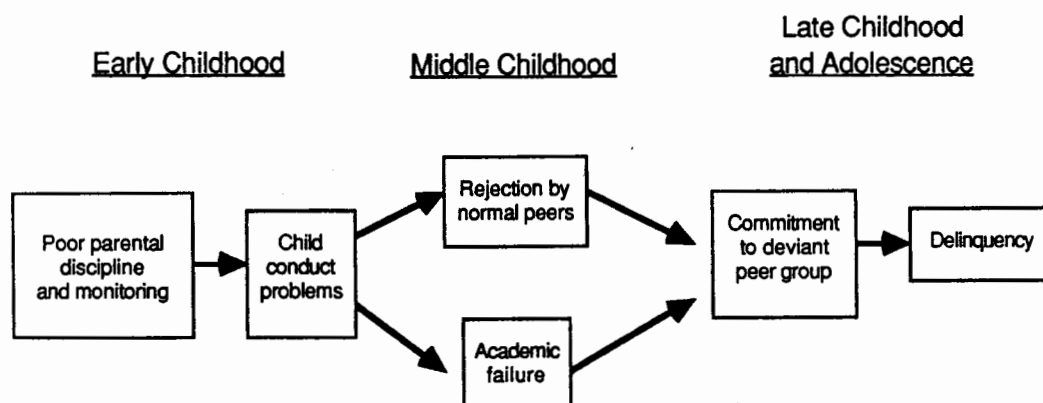 Early Childhood
Middle Childhood
Late Childhood
and Adolescence
Poor parental
discipline
and monitoring
Child
conduct
problems
Rejection by
normal peers
Academic
failure
Commitment
to deviant
peer group
Delinquency